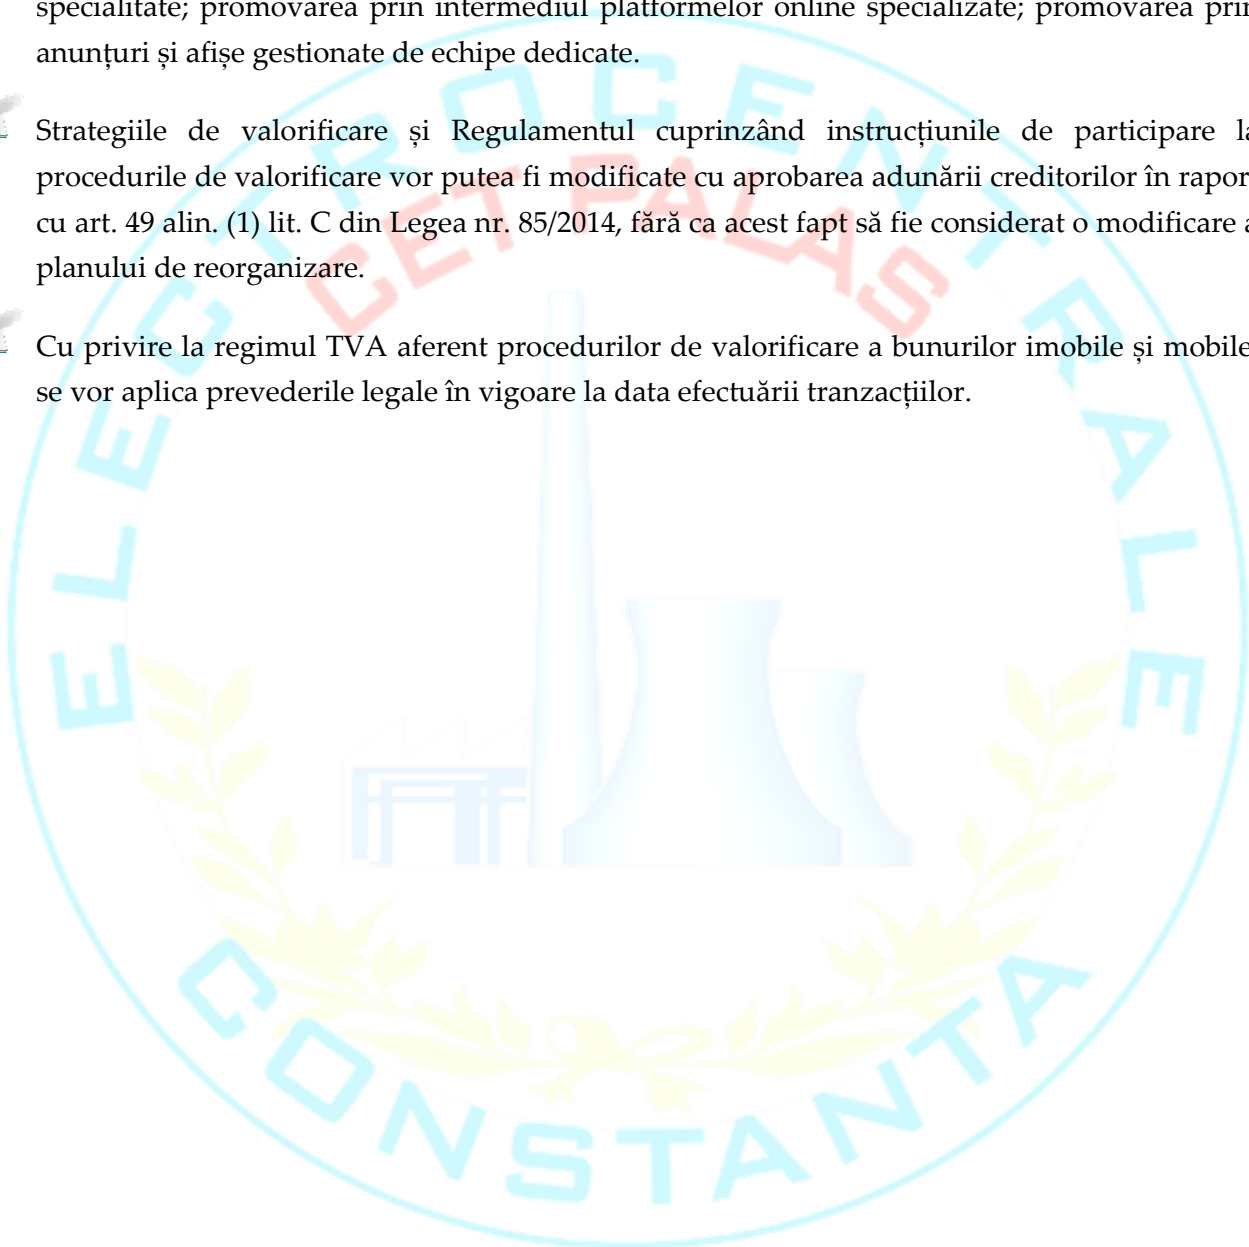 specialitate; promovarea prin intermediul platformelor online specializate; promovarea prin
anunțuri și afișe gestionate de echipe dedicate.
Strategiile de valorificare și Regulamentul cuprinzând instrucțiunile de participare la
procedurile de valorificare vor putea fi modificate cu aprobarea adunării creditorilor în raport
cu art. 49 alin. (1) lit. C din Legea nr. 85/2014, fără ca acest fapt să fie considerat o modificare a
planului de reorganizare.
Cu privire la regimul TVA aferent procedurilor de valorificare a bunurilor imobile și mobile
se vor aplica prevederile legale în vigoare la data efectuării tranzacțiilor.
ELECTROCENTRALE
CET PALAS
CONSTANTA